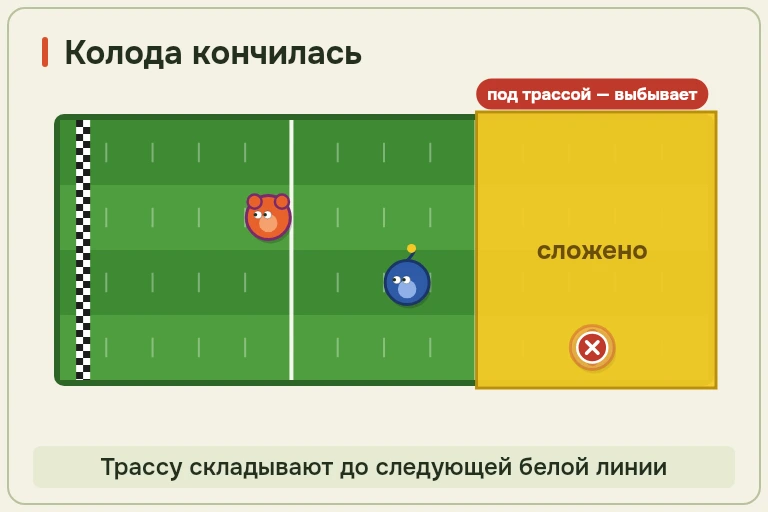 Колода кончилась
под трассой — выбывает
сложено
Трассу складывают до следующей белой линии